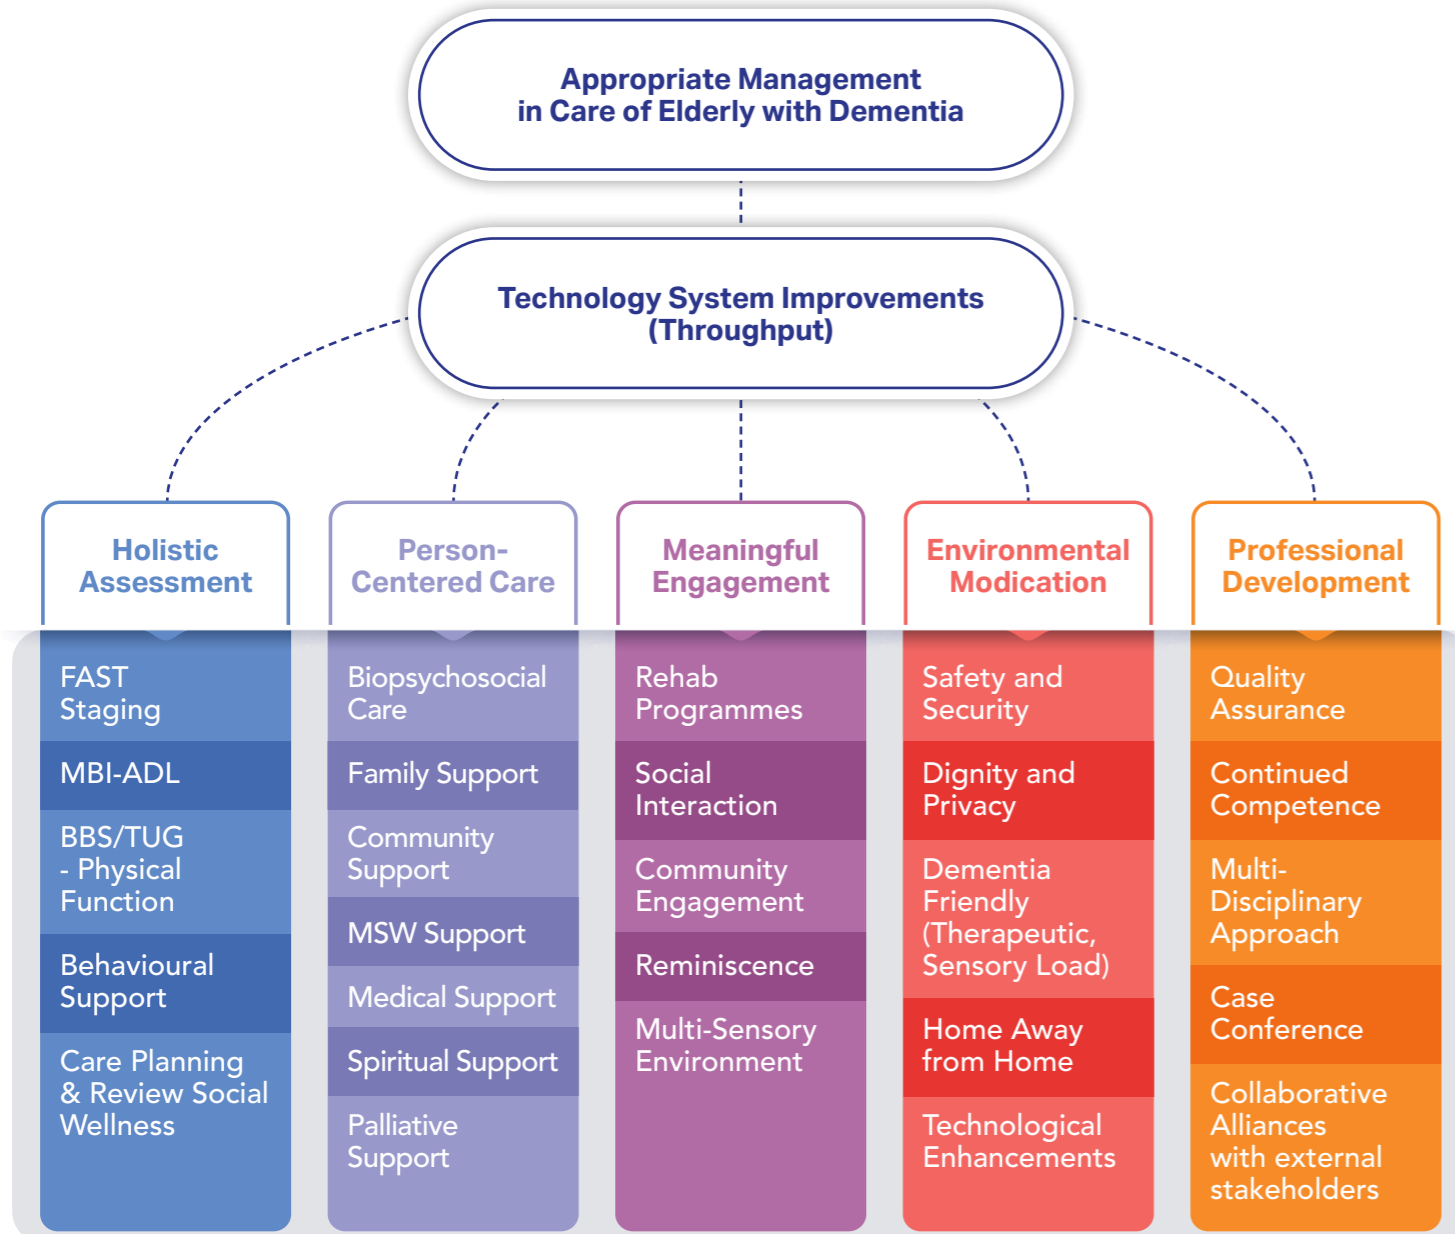 Appropriate Management
in Care of Elderly with Dementia
Technology System Improvements
(Throughput)
Holistic
Assessment
FAST
Staging
MBI-ADL
BBS/TUG
- Physical
Function
Behavioural
Support
Care Planning
& Review Social
Wellness
Person-
Centered Care
Biopsychosocial
Care
Family Support
Community
Support
MSW Support
Medical Support
Spiritual Support
Palliative
Support
Meaningful
Engagement
Rehab
Programmes
Social
Interaction
Community
Engagement
Reminiscence
Multi-Sensory
Environment
Environmental
Modication
Safety and
Security
Dignity and
Privacy
Dementia
Friendly
(Therapeutic,
Sensory Load)
Home Away
from Home
Technological
Enhancements
Professional
Development
Quality
Assurance
Continued
Competence
Multi-
Disciplinary
Approach
Case
Conference
Collaborative
Alliances
with external
stakeholders